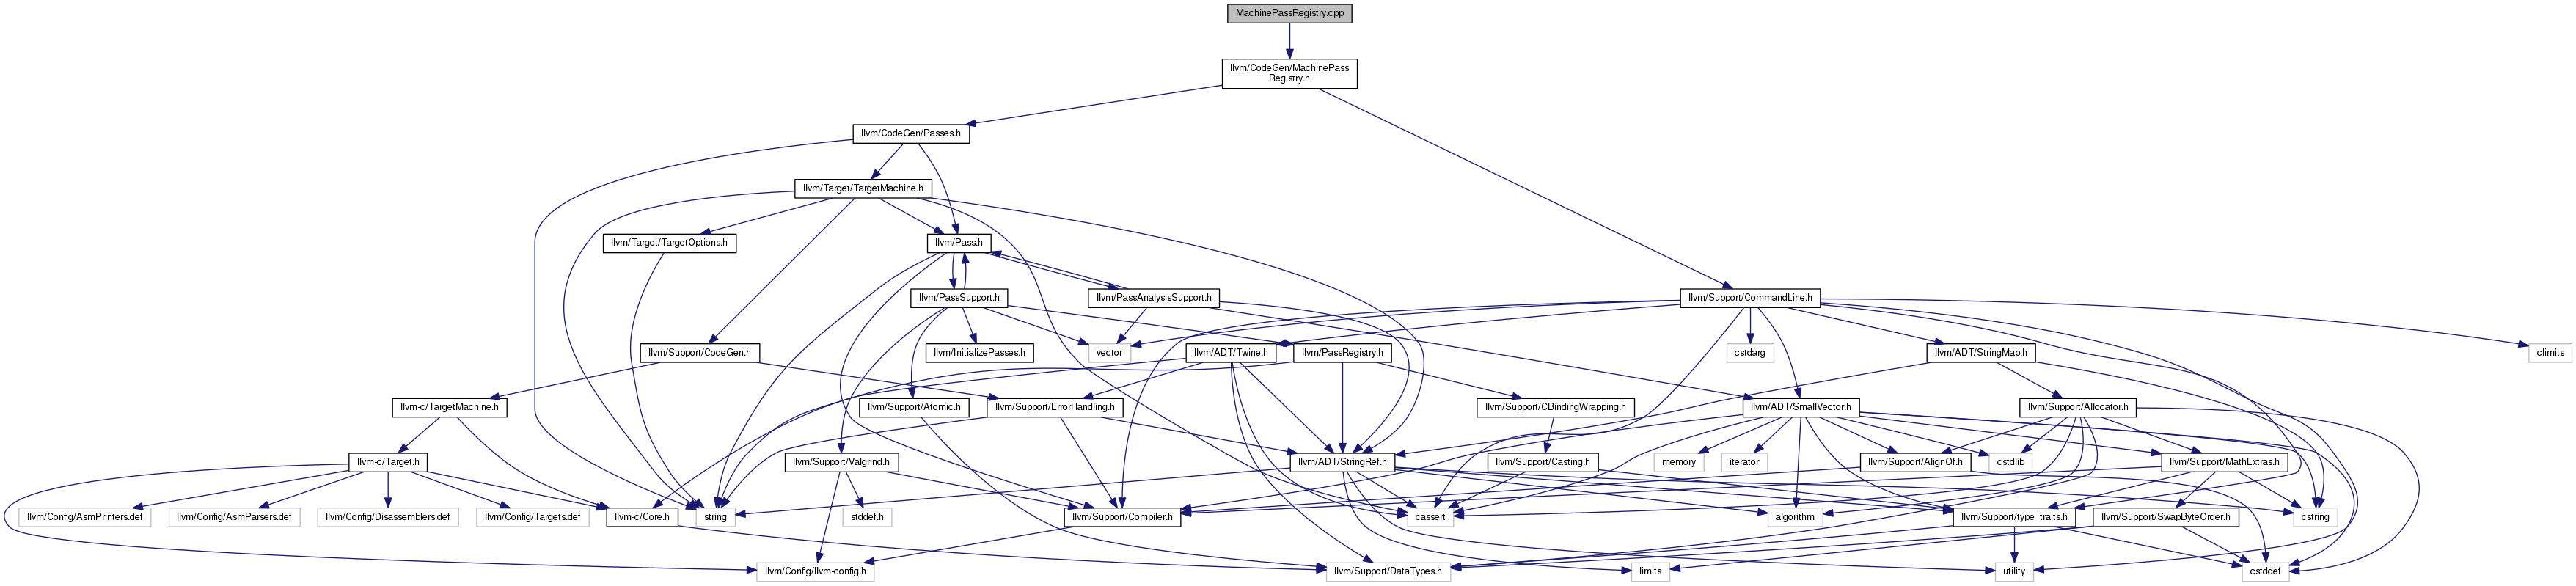 MachinePassRegistry.cpp
llvm/CodeGen/MachinePass
Registry.h
llvm/CodeGen/Passes.h
llvm/Target/TargetMachine.h
llvm/Target/TargetOptions.h
llvm/Pass.h
llvm/PassSupport.h
llvm/PassAnalysisSupport.h
llvm/Support/CommandLine.h
llvm/Support/CodeGen.h
llvm/InitializePasses.h
vector
llvm/ADT/Twine.h
llvm/PassRegistry.h
cstdarg
llvm/ADT/StringMap.h
climits
llvm-c/TargetMachine.h
llvm/Support/Atomic.h
llvm/Support/ErrorHandling.h
llvm/Support/CBindingWrapping.h
llvm/ADT/SmallVector.h
llvm/Support/Allocator.h
llvm-c/Target.h
llvm/Support/Valgrind.h
llvm/ADT/StringRef.h
llvm/Support/Casting.h
memory
iterator
llvm/Support/AlignOf.h
cstdlib
llvm/Support/MathExtras.h
llvm/Config/AsmPrinters.def
llvm/Config/AsmParsers.def
llvm/Config/Disassemblers.def
llvm/Config/Targets.def
llvm-c/Core.h
string
stddef.h
llvm/Support/Compiler.h
cassert
algorithm
llvm/Support/type_traits.h
llvm/Support/SwapByteOrder.h
cstring
llvm/Config/llvm-config.h
llvm/Support/DataTypes.h
limits
utility
cstddef